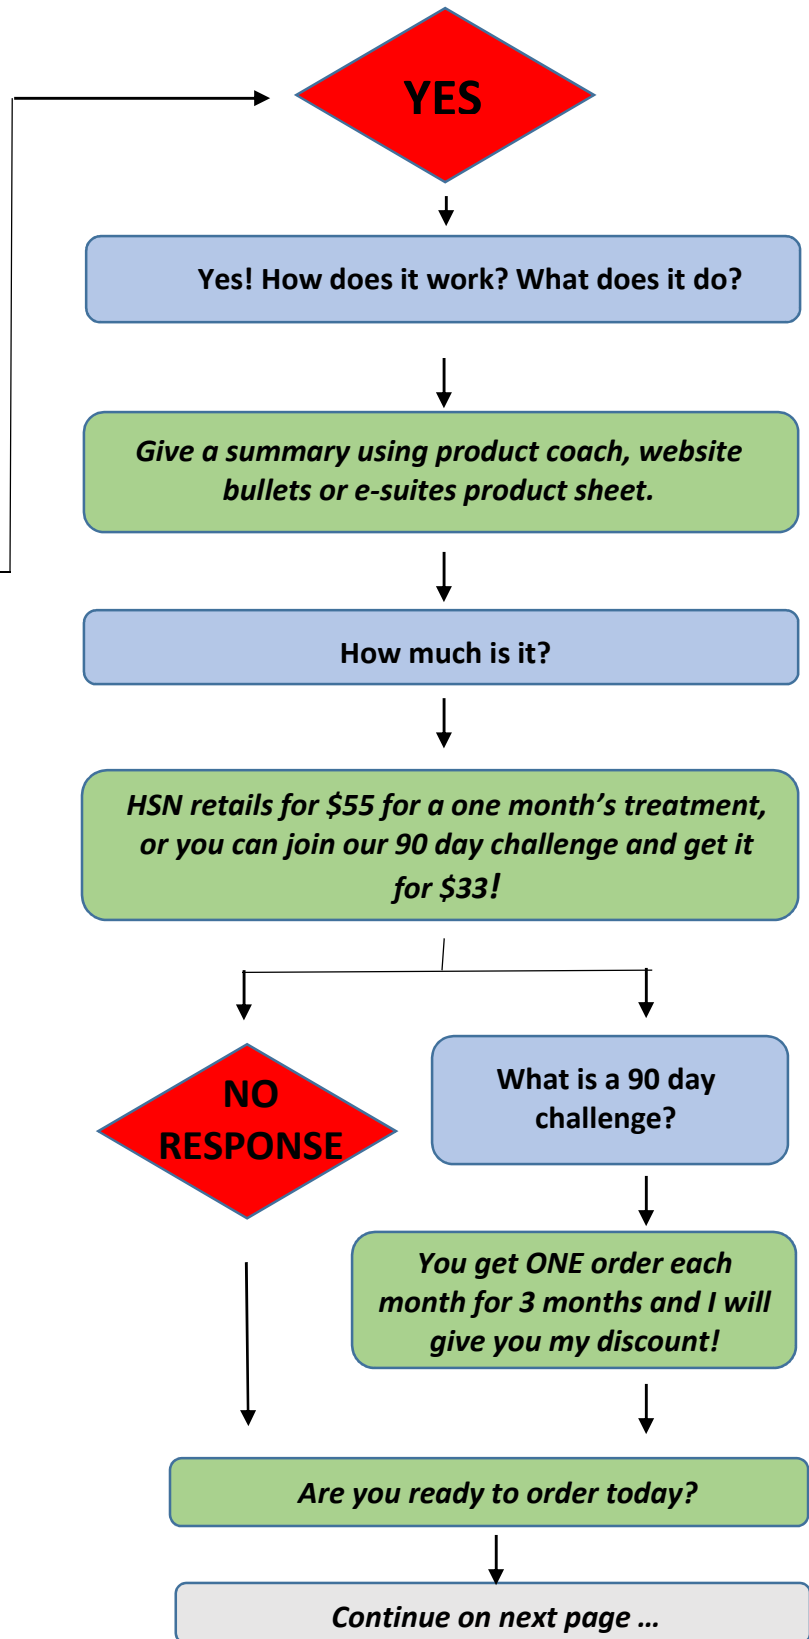 YES
Yes! How does it work? What does it do?
Give a summary using product coach, website
bullets or e-suites product sheet.
How much is it?
HSN retails for $55 for a one month’s treatment,
or you can join our 90 day challenge and get it
for $33!
NO
RESPONSE
What is a 90 day
challenge?
You get ONE order each
month for 3 months and I will
give you my discount!
Are you ready to order today?
Continue on next page …